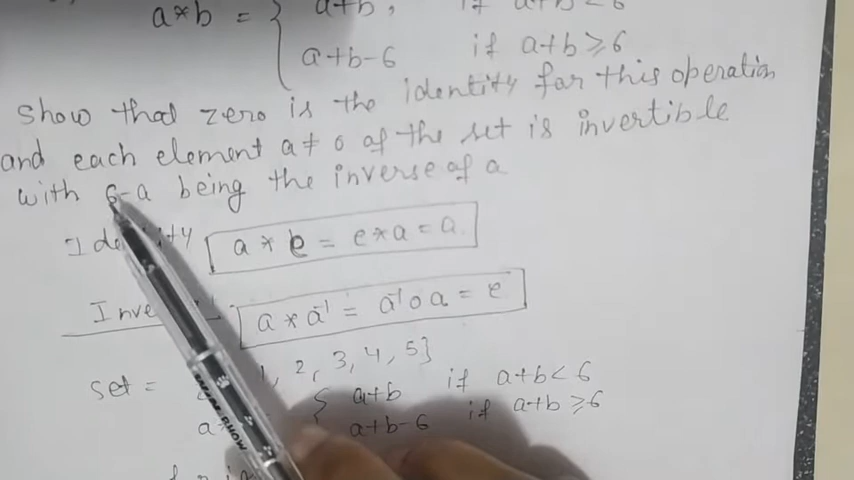 a*b = { a+b, if a+b<6
a+b-6 if a+b≥6
Show that zero is the identity for this operation
and each element a≠0 of the set is invertible
with 6-a being the inverse of a
a * e = e*a = a.
a * a⁻¹ = a⁻¹ o a = e
set = 1, 2, 3, 4, 5}
a { a+b if a+b<6
a+b-6 if a+b≥6